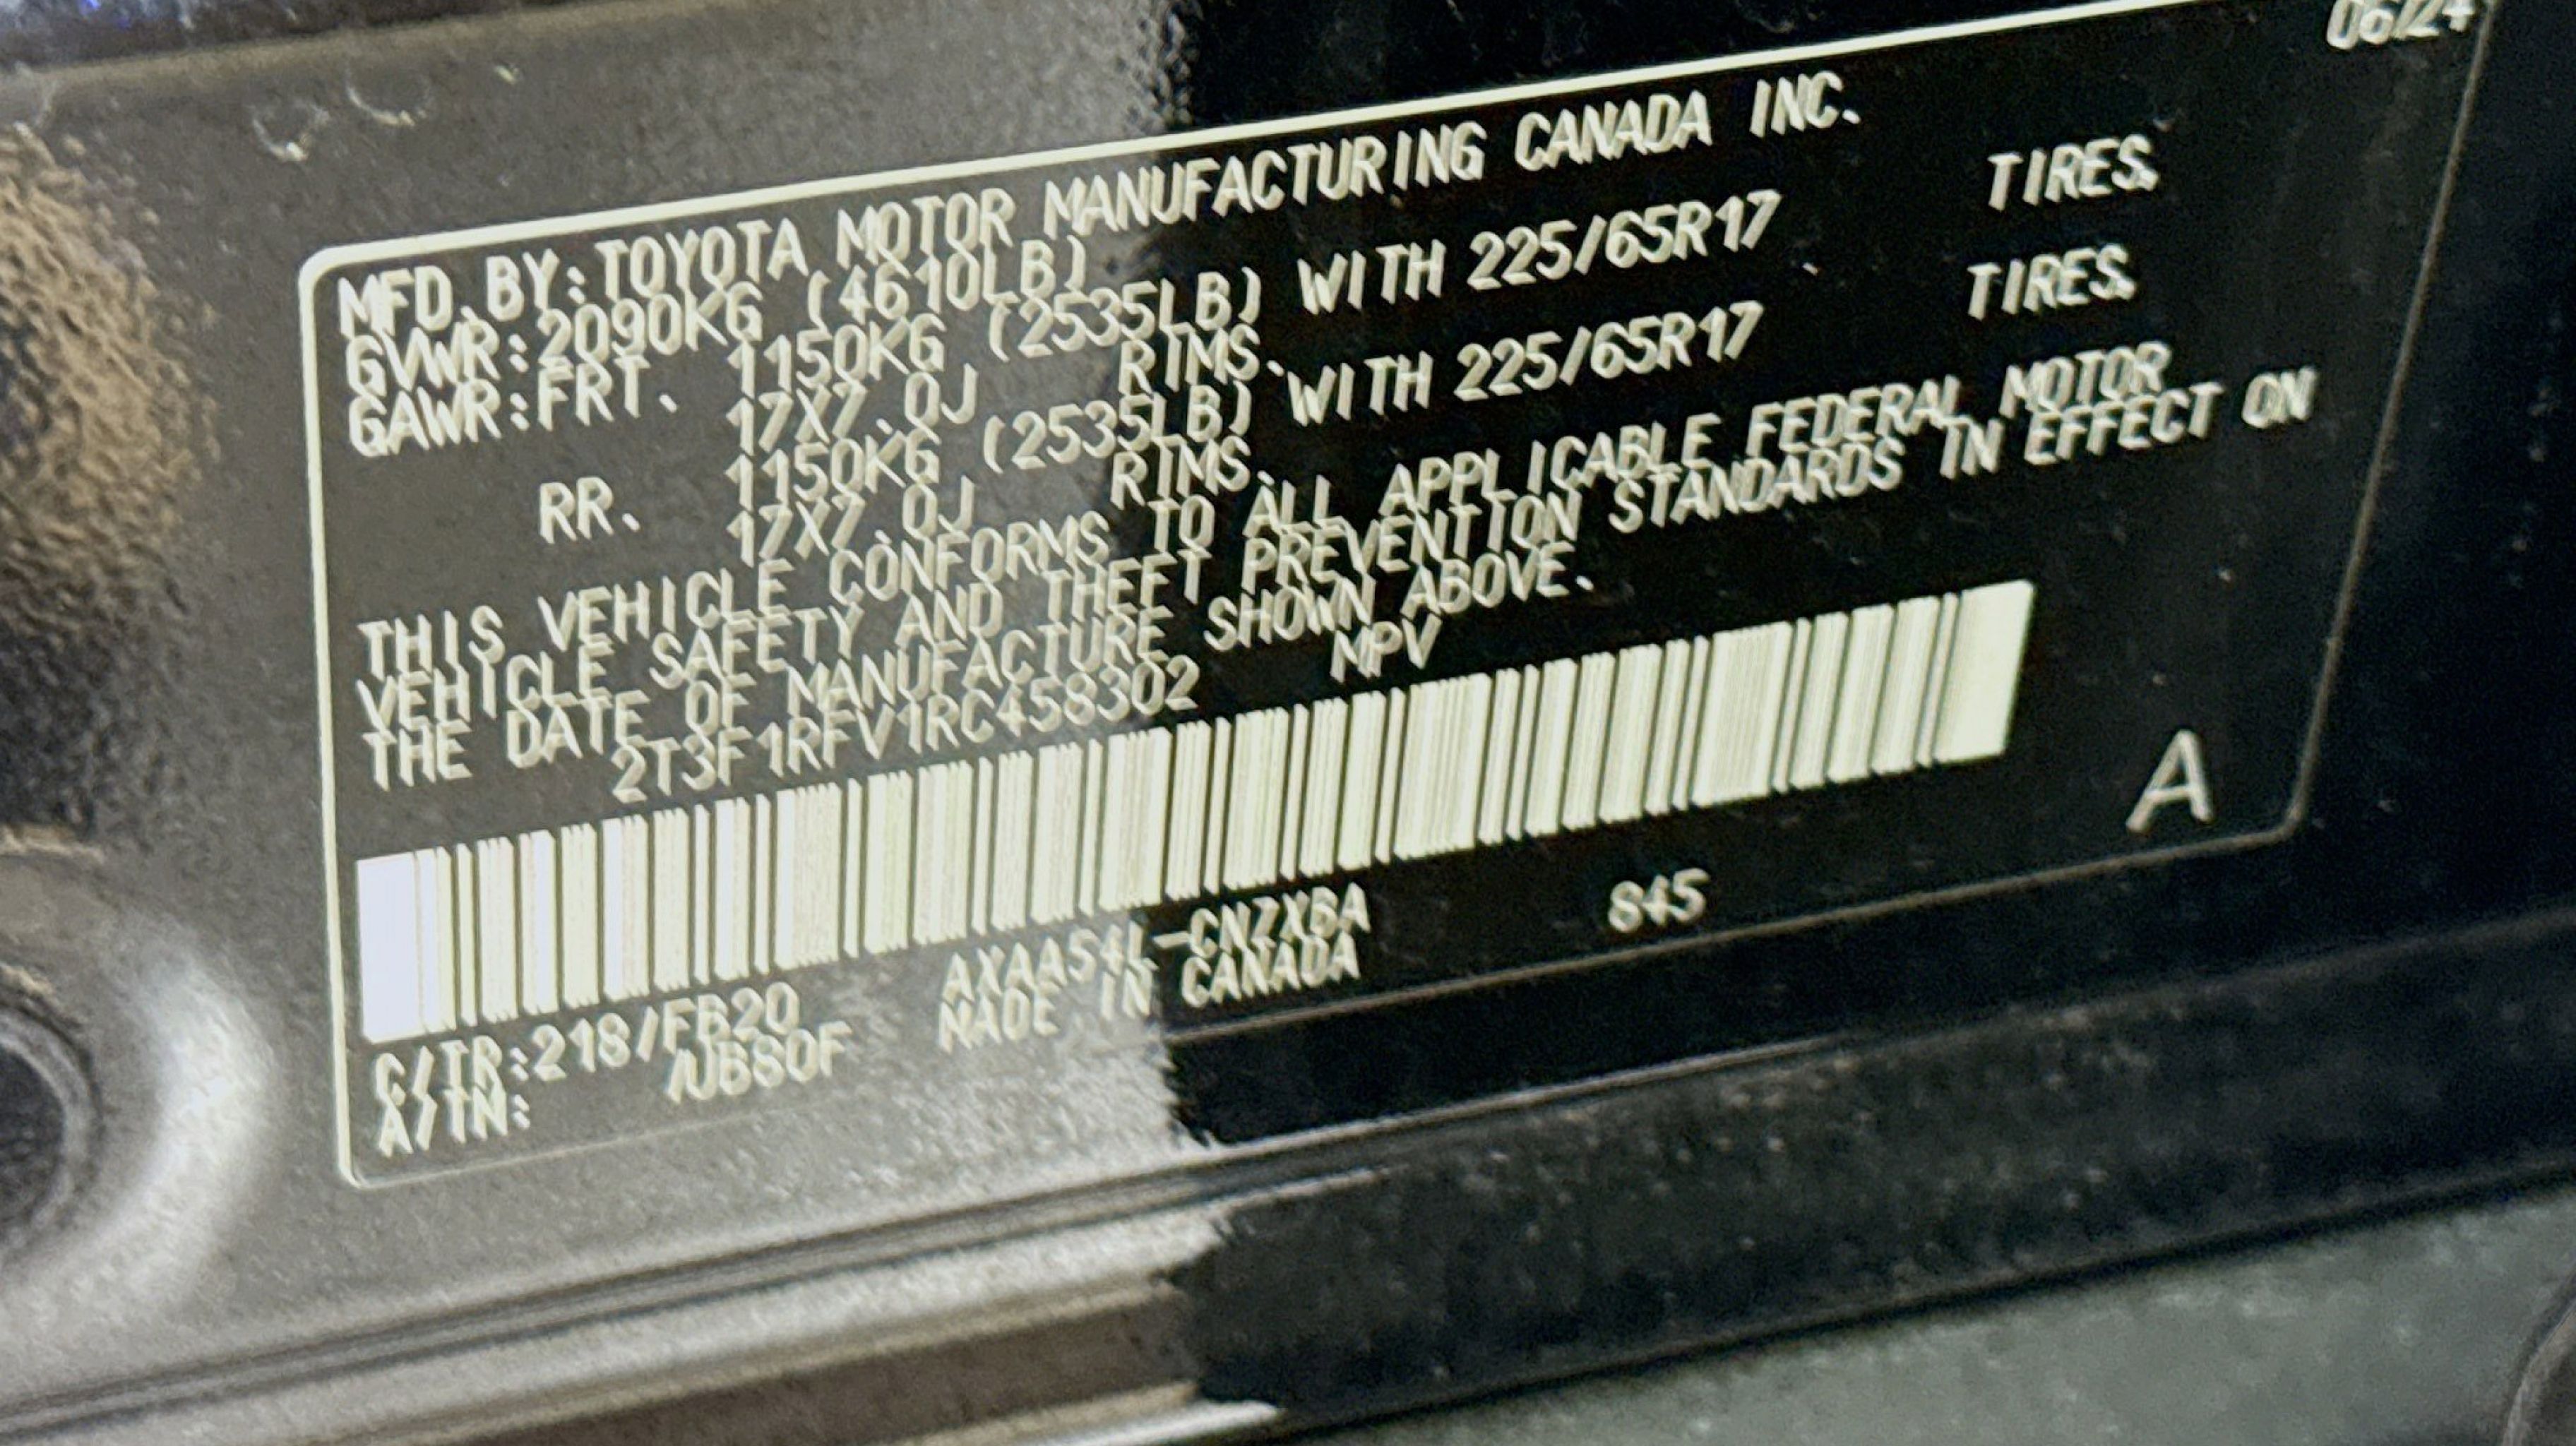 06/24
MFD. BY: TOYOTA MOTOR MANUFACTURING CANADA INC.
GVWR: 2090KG (4610LB)
GAWR: FRT. 1150KG (2535LB) WITH 225/65R17 TIRES.
17X7.0J RIMS.
RR. 1150KG (2535LB) WITH 225/65R17 TIRES.
17X7.0J RIMS.
THIS VEHICLE CONFORMS TO ALL APPLICABLE FEDERAL MOTOR
VEHICLE SAFETY AND THEFT PREVENTION STANDARDS IN EFFECT ON
THE DATE OF MANUFACTURE SHOWN ABOVE.
2T3F1RFV1RC458302 MPV
A
C/TR: 218/FB20 AXAA54L-CNZXBA 845
A/TN: /UB80F MADE IN CANADA